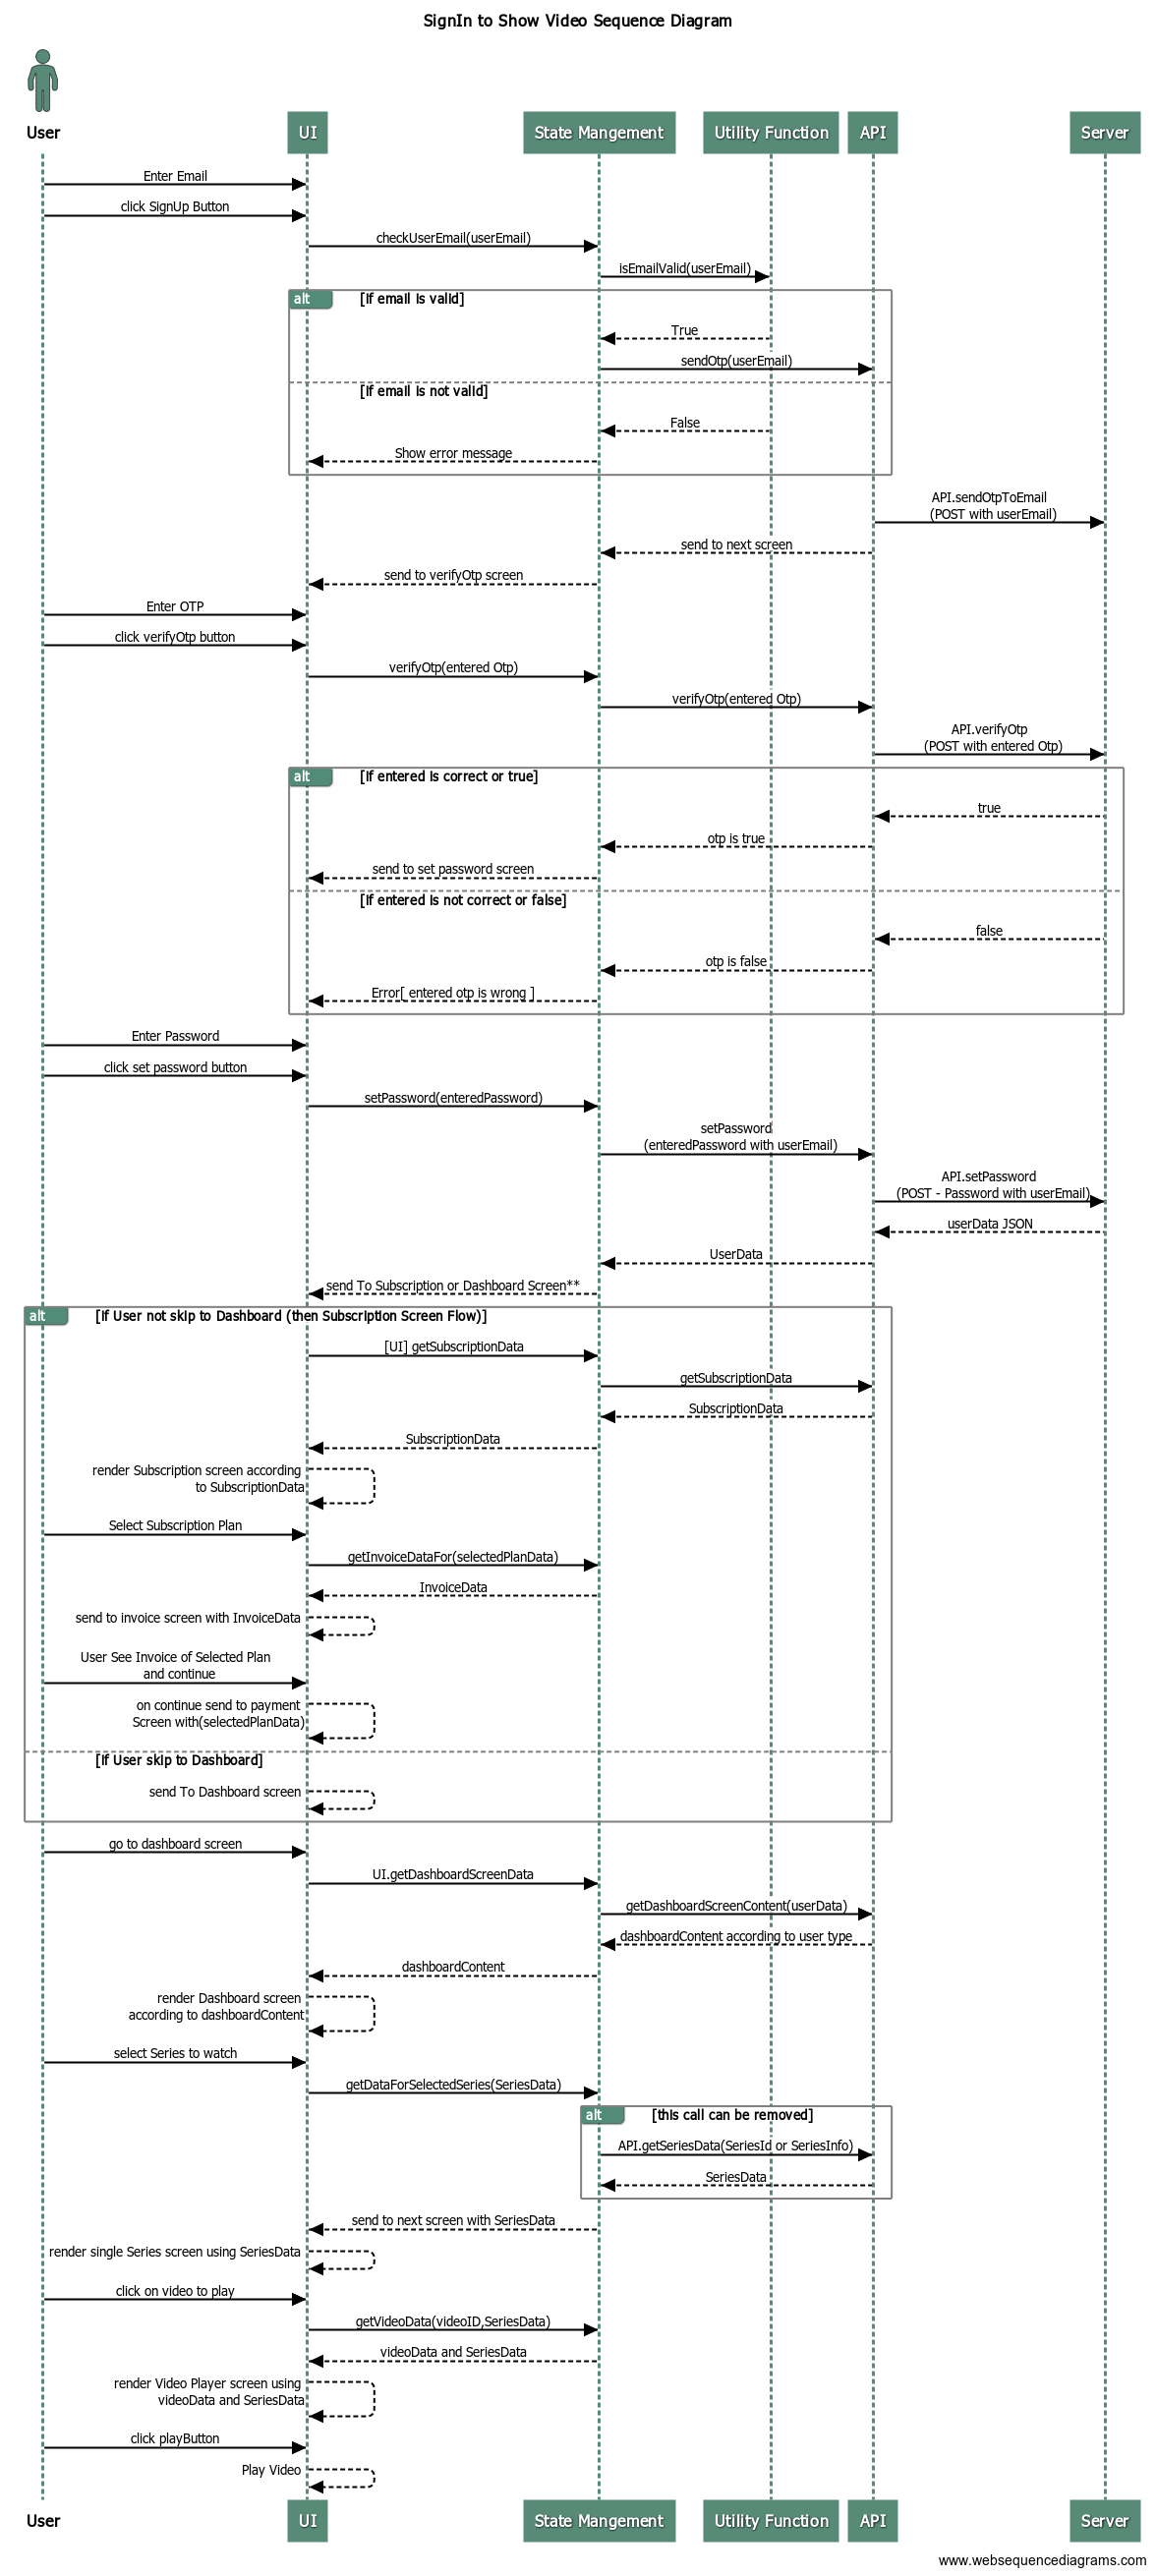 SignIn to Show Video Sequence Diagram
User
UI
State Mangement
Utility Function
API
Server
Enter Email
click SignUp Button
checkUserEmail(userEmail)
isEmailValid(userEmail)
alt
[if email is valid]
True
sendOtp(userEmail)
[if email is not valid]
False
Show error message
API.sendOtpToEmail
(POST with userEmail)
send to next screen
send to verifyOtp screen
Enter OTP
click verifyOtp button
verifyOtp(entered Otp)
verifyOtp(entered Otp)
API.verifyOtp
(POST with entered Otp)
alt
[if entered is correct or true]
true
otp is true
send to set password screen
[if entered is not correct or false]
false
otp is false
Error[ entered otp is wrong ]
Enter Password
click set password button
setPassword(enteredPassword)
setPassword
(enteredPassword with userEmail)
API.setPassword
(POST - Password with userEmail)
userData JSON
UserData
send To Subscription or Dashboard Screen**
alt
[if User not skip to Dashboard (then Subscription Screen Flow)]
[UI] getSubscriptionData
getSubscriptionData
SubscriptionData
SubscriptionData
render Subscription screen according
to SubscriptionData
Select Subscription Plan
getInvoiceDataFor(selectedPlanData)
InvoiceData
send to invoice screen with InvoiceData
User See Invoice of Selected Plan
and continue
on continue send to payment
Screen with(selectedPlanData)
[if User skip to Dashboard]
send To Dashboard screen
go to dashboard screen
UI.getDashboardScreenData
getDashboardScreenContent(userData)
dashboardContent according to user type
dashboardContent
render Dashboard screen
according to dashboardContent
select Series to watch
getDataForSelectedSeries(SeriesData)
alt
[this call can be removed]
API.getSeriesData(SeriesId or SeriesInfo)
SeriesData
send to next screen with SeriesData
render single Series screen using SeriesData
click on video to play
getVideoData(videoID,SeriesData)
videoData and SeriesData
render Video Player screen using
videoData and SeriesData
click playButton
Play Video
User
UI
State Mangement
Utility Function
API
Server
www.websequencediagrams.com